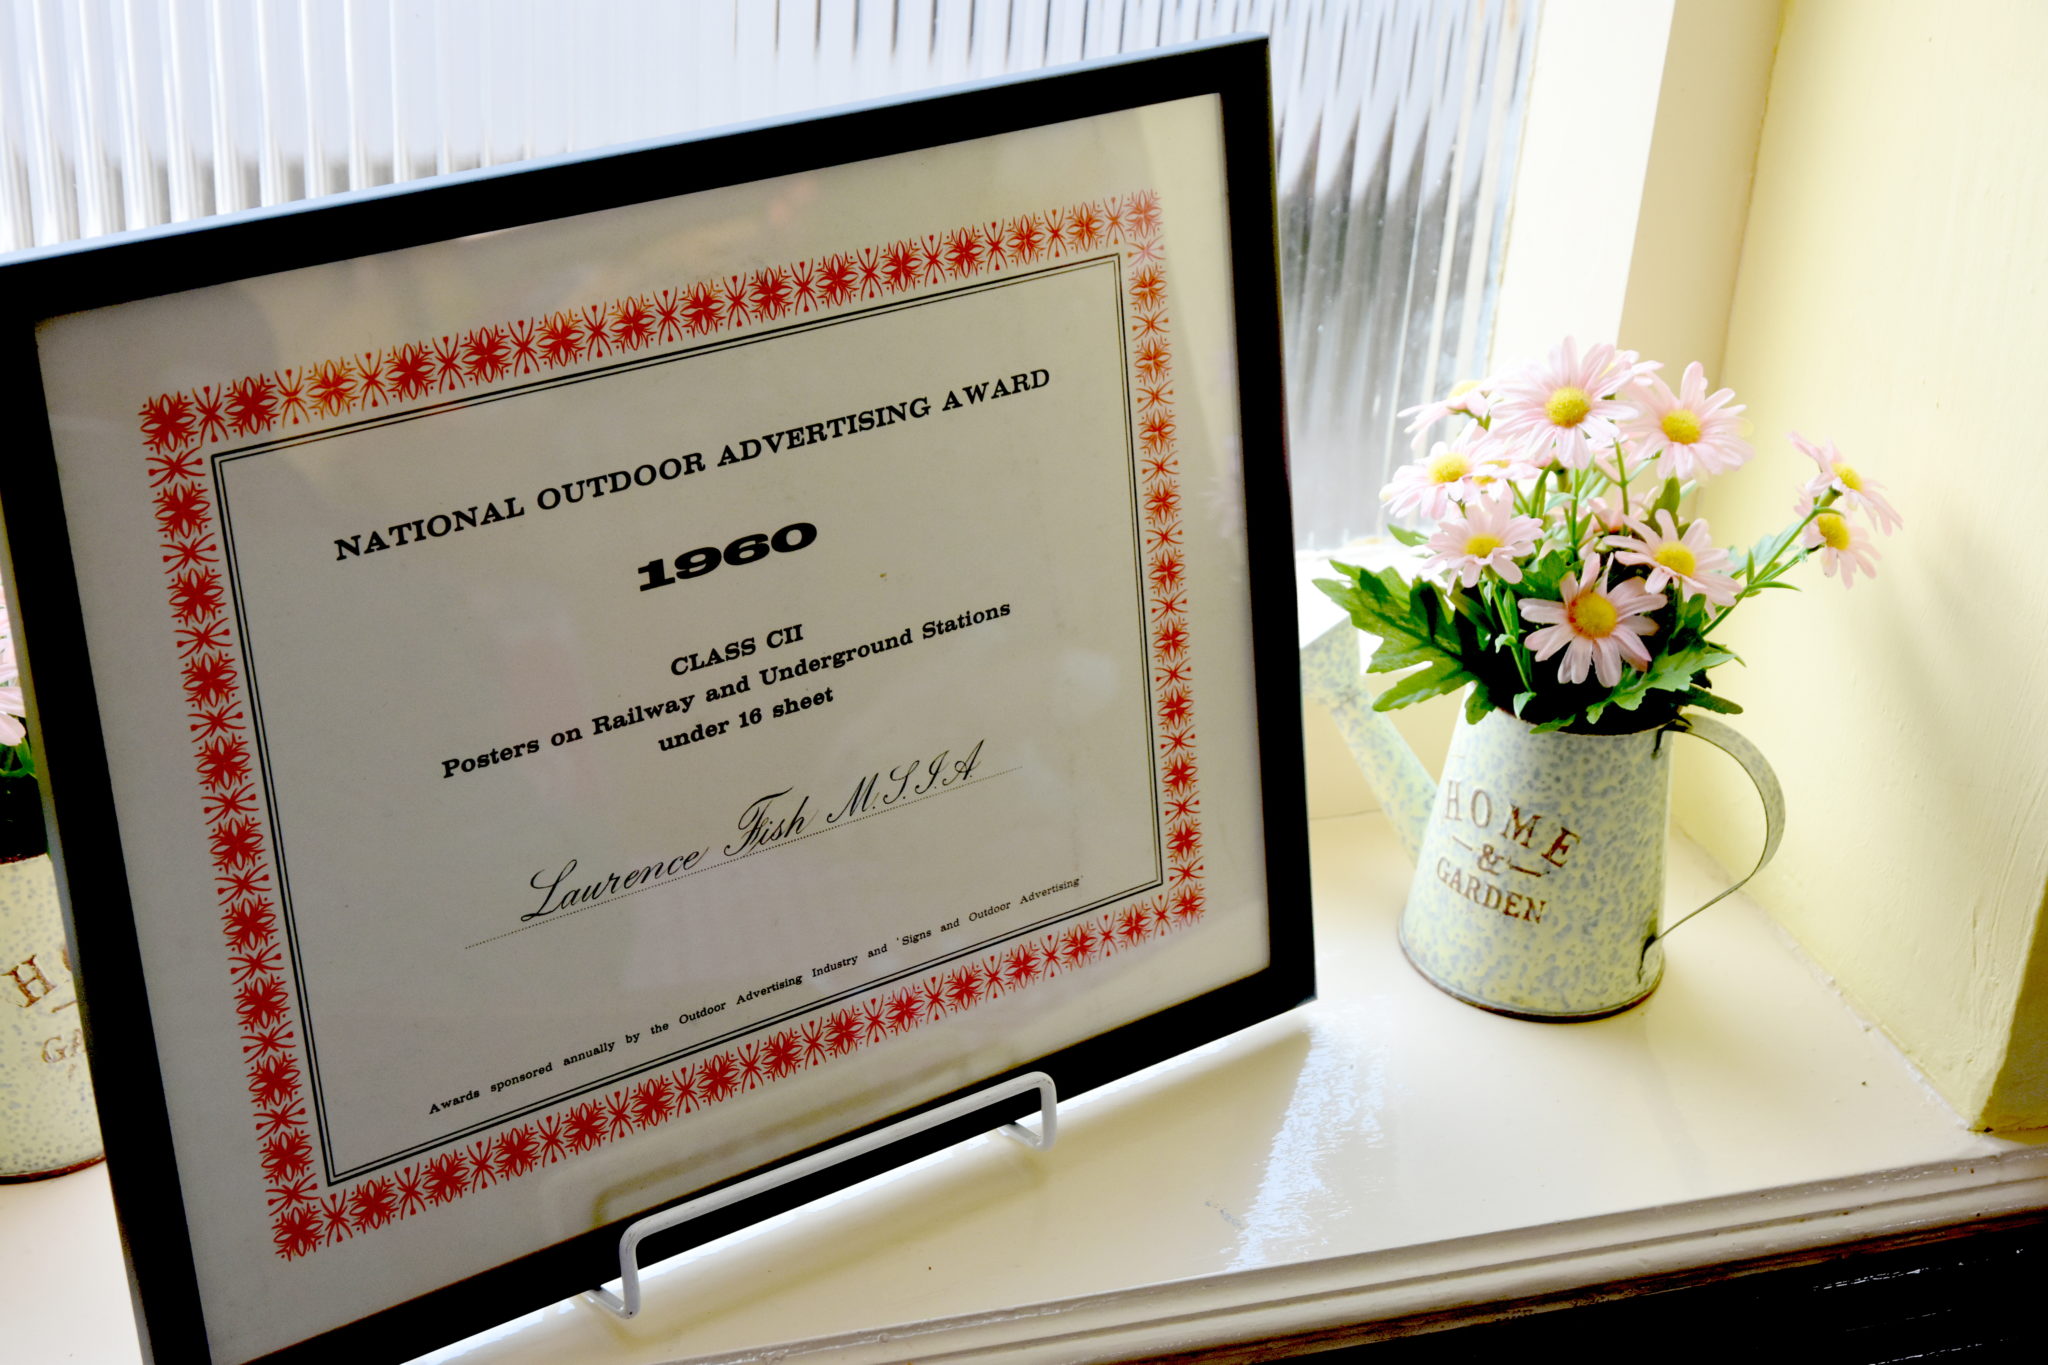 NATIONAL OUTDOOR ADVERTISING AWARD
1960
CLASS CII
Posters on Railway and Underground Stations
under 16 sheet
Laurence Fish M.S.I.A.
Awards sponsored annually by the Outdoor Advertising Industry and 'Signs and Outdoor Advertising'
HOME
&
GARDEN
H
GA